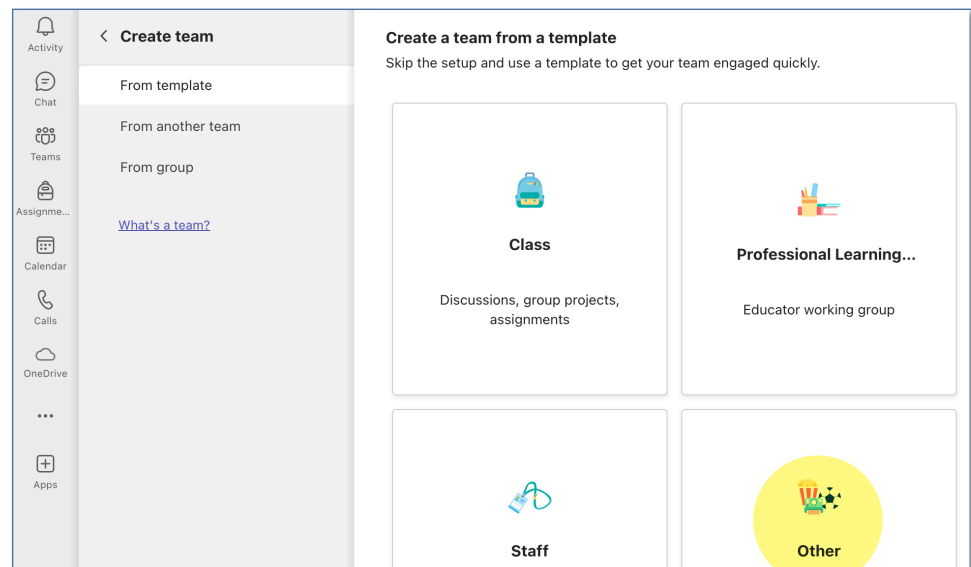 Activity
Chat
Teams
Assignme...
Calendar
Calls
OneDrive
Apps
Create team
From template
From another team
From group
What's a team?
Create a team from a template
Skip the setup and use a template to get your team engaged quickly.
Class
Discussions, group projects,
assignments
Professional Learning...
Educator working group
Staff
Other